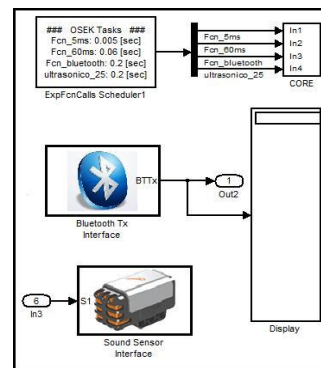 ### OSEK Tasks ###
Fcn_5ms: 0.005 [sec]
Fcn_60ms: 0.06 [sec]
Fcn_bluetooth: 0.2 [sec]
ultrasonico_25: 0.2 [sec]
ExpFcnCalls Scheduler1
Fcn_5ms
Fcn_60ms
Fcn_bluetooth
ultrasonico_25
In1
In2
In3
In4
CORE
BTTx
Bluetooth Tx
Interface
1
Out2
6
In3
S1
Sound Sensor
Interface
Display